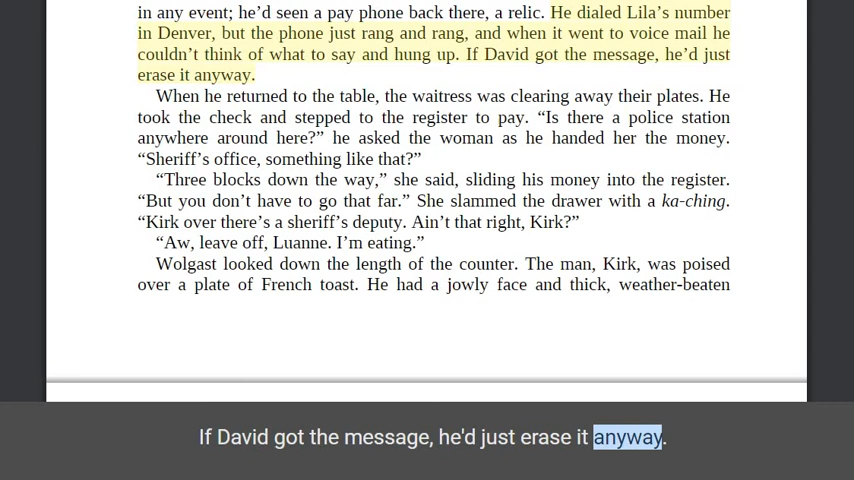 in any event; he’d seen a pay phone back there, a relic. He dialed Lila’s number
in Denver, but the phone just rang and rang, and when it went to voice mail he
couldn’t think of what to say and hung up. If David got the message, he’d just
erase it anyway.
When he returned to the table, the waitress was clearing away their plates. He
took the check and stepped to the register to pay. “Is there a police station
anywhere around here?” he asked the woman as he handed her the money.
“Sheriff’s office, something like that?”
“Three blocks down the way,” she said, sliding his money into the register.
“But you don’t have to go that far.” She slammed the drawer with a ka-ching.
“Kirk over there’s a sheriff’s deputy. Ain’t that right, Kirk?”
“Aw, leave off, Luanne. I’m eating.”
Wolgast looked down the length of the counter. The man, Kirk, was poised
over a plate of French toast. He had a jowly face and thick, weather-beaten
If David got the message, he'd just erase it anyway.